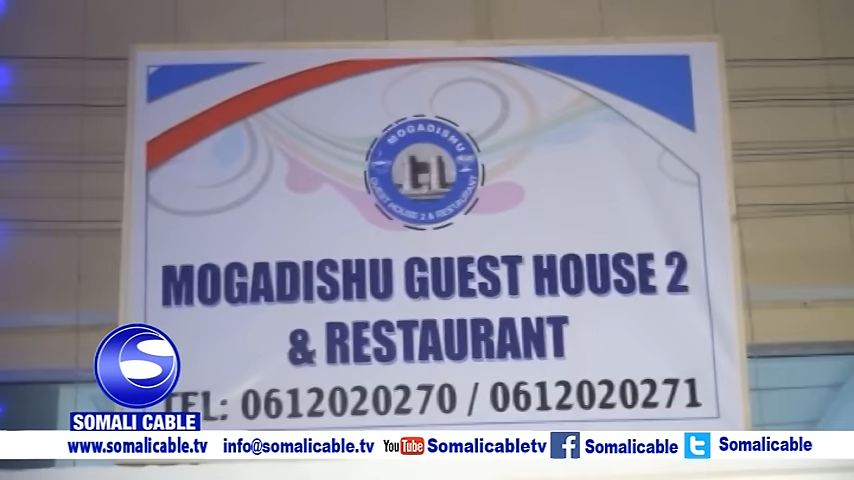 MOGADISHU
GUEST HOUSE 2 & RESTAURANT
MOGADISHU GUEST HOUSE 2
& RESTAURANT
TEL: 0612020270 / 0612020271
S
SOMALI CABLE
www.somalicable.tv info@somalicable.tv YouTube Somalicabletv f Somalicable t Somalicable